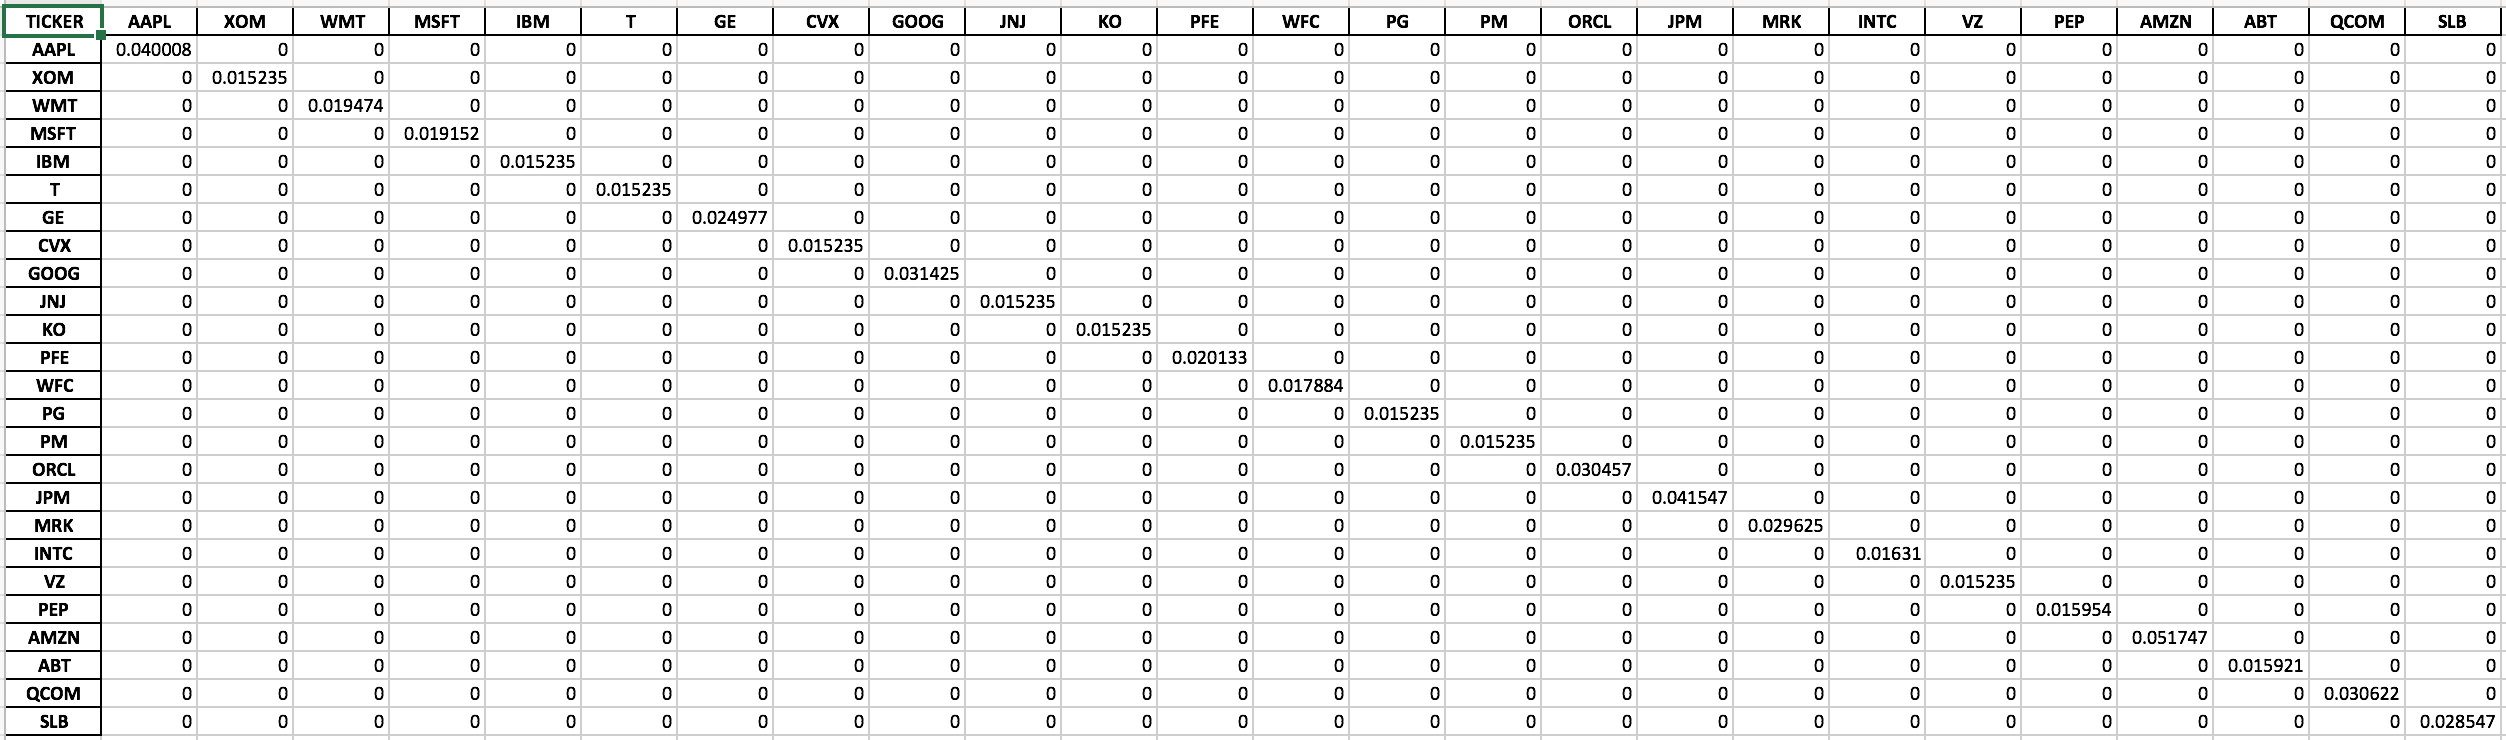 TICKER AAPL XOM WMT MSFT IBM T GE CVX GOOG JNJ KO PFE WFC PG PM ORCL JPM MRK INTC VZ PEP AMZN ABT QCOM SLB
AAPL 0.040008 0 0 0 0 0 0 0 0 0 0 0 0 0 0 0 0 0 0 0 0 0 0 0 0
XOM 0 0.015235 0 0 0 0 0 0 0 0 0 0 0 0 0 0 0 0 0 0 0 0 0 0 0
WMT 0 0 0.019474 0 0 0 0 0 0 0 0 0 0 0 0 0 0 0 0 0 0 0 0 0 0
MSFT 0 0 0 0.019152 0 0 0 0 0 0 0 0 0 0 0 0 0 0 0 0 0 0 0 0 0
IBM 0 0 0 0 0.015235 0 0 0 0 0 0 0 0 0 0 0 0 0 0 0 0 0 0 0 0
T 0 0 0 0 0 0.015235 0 0 0 0 0 0 0 0 0 0 0 0 0 0 0 0 0 0 0
GE 0 0 0 0 0 0 0.024977 0 0 0 0 0 0 0 0 0 0 0 0 0 0 0 0 0 0
CVX 0 0 0 0 0 0 0 0.015235 0 0 0 0 0 0 0 0 0 0 0 0 0 0 0 0 0
GOOG 0 0 0 0 0 0 0 0 0.031425 0 0 0 0 0 0 0 0 0 0 0 0 0 0 0 0
JNJ 0 0 0 0 0 0 0 0 0 0.015235 0 0 0 0 0 0 0 0 0 0 0 0 0 0 0
KO 0 0 0 0 0 0 0 0 0 0 0.015235 0 0 0 0 0 0 0 0 0 0 0 0 0 0
PFE 0 0 0 0 0 0 0 0 0 0 0 0.020133 0 0 0 0 0 0 0 0 0 0 0 0 0
WFC 0 0 0 0 0 0 0 0 0 0 0 0 0.017884 0 0 0 0 0 0 0 0 0 0 0 0
PG 0 0 0 0 0 0 0 0 0 0 0 0 0 0.015235 0 0 0 0 0 0 0 0 0 0 0
PM 0 0 0 0 0 0 0 0 0 0 0 0 0 0 0.015235 0 0 0 0 0 0 0 0 0 0
ORCL 0 0 0 0 0 0 0 0 0 0 0 0 0 0 0 0.030457 0 0 0 0 0 0 0 0 0
JPM 0 0 0 0 0 0 0 0 0 0 0 0 0 0 0 0 0.041547 0 0 0 0 0 0 0 0
MRK 0 0 0 0 0 0 0 0 0 0 0 0 0 0 0 0 0 0.029625 0 0 0 0 0 0 0
INTC 0 0 0 0 0 0 0 0 0 0 0 0 0 0 0 0 0 0 0.01631 0 0 0 0 0 0
VZ 0 0 0 0 0 0 0 0 0 0 0 0 0 0 0 0 0 0 0 0.015235 0 0 0 0 0
PEP 0 0 0 0 0 0 0 0 0 0 0 0 0 0 0 0 0 0 0 0 0.015954 0 0 0 0
AMZN 0 0 0 0 0 0 0 0 0 0 0 0 0 0 0 0 0 0 0 0 0 0.051747 0 0 0
ABT 0 0 0 0 0 0 0 0 0 0 0 0 0 0 0 0 0 0 0 0 0 0 0.015921 0 0
QCOM 0 0 0 0 0 0 0 0 0 0 0 0 0 0 0 0 0 0 0 0 0 0 0 0.030622 0
SLB 0 0 0 0 0 0 0 0 0 0 0 0 0 0 0 0 0 0 0 0 0 0 0 0 0.028547